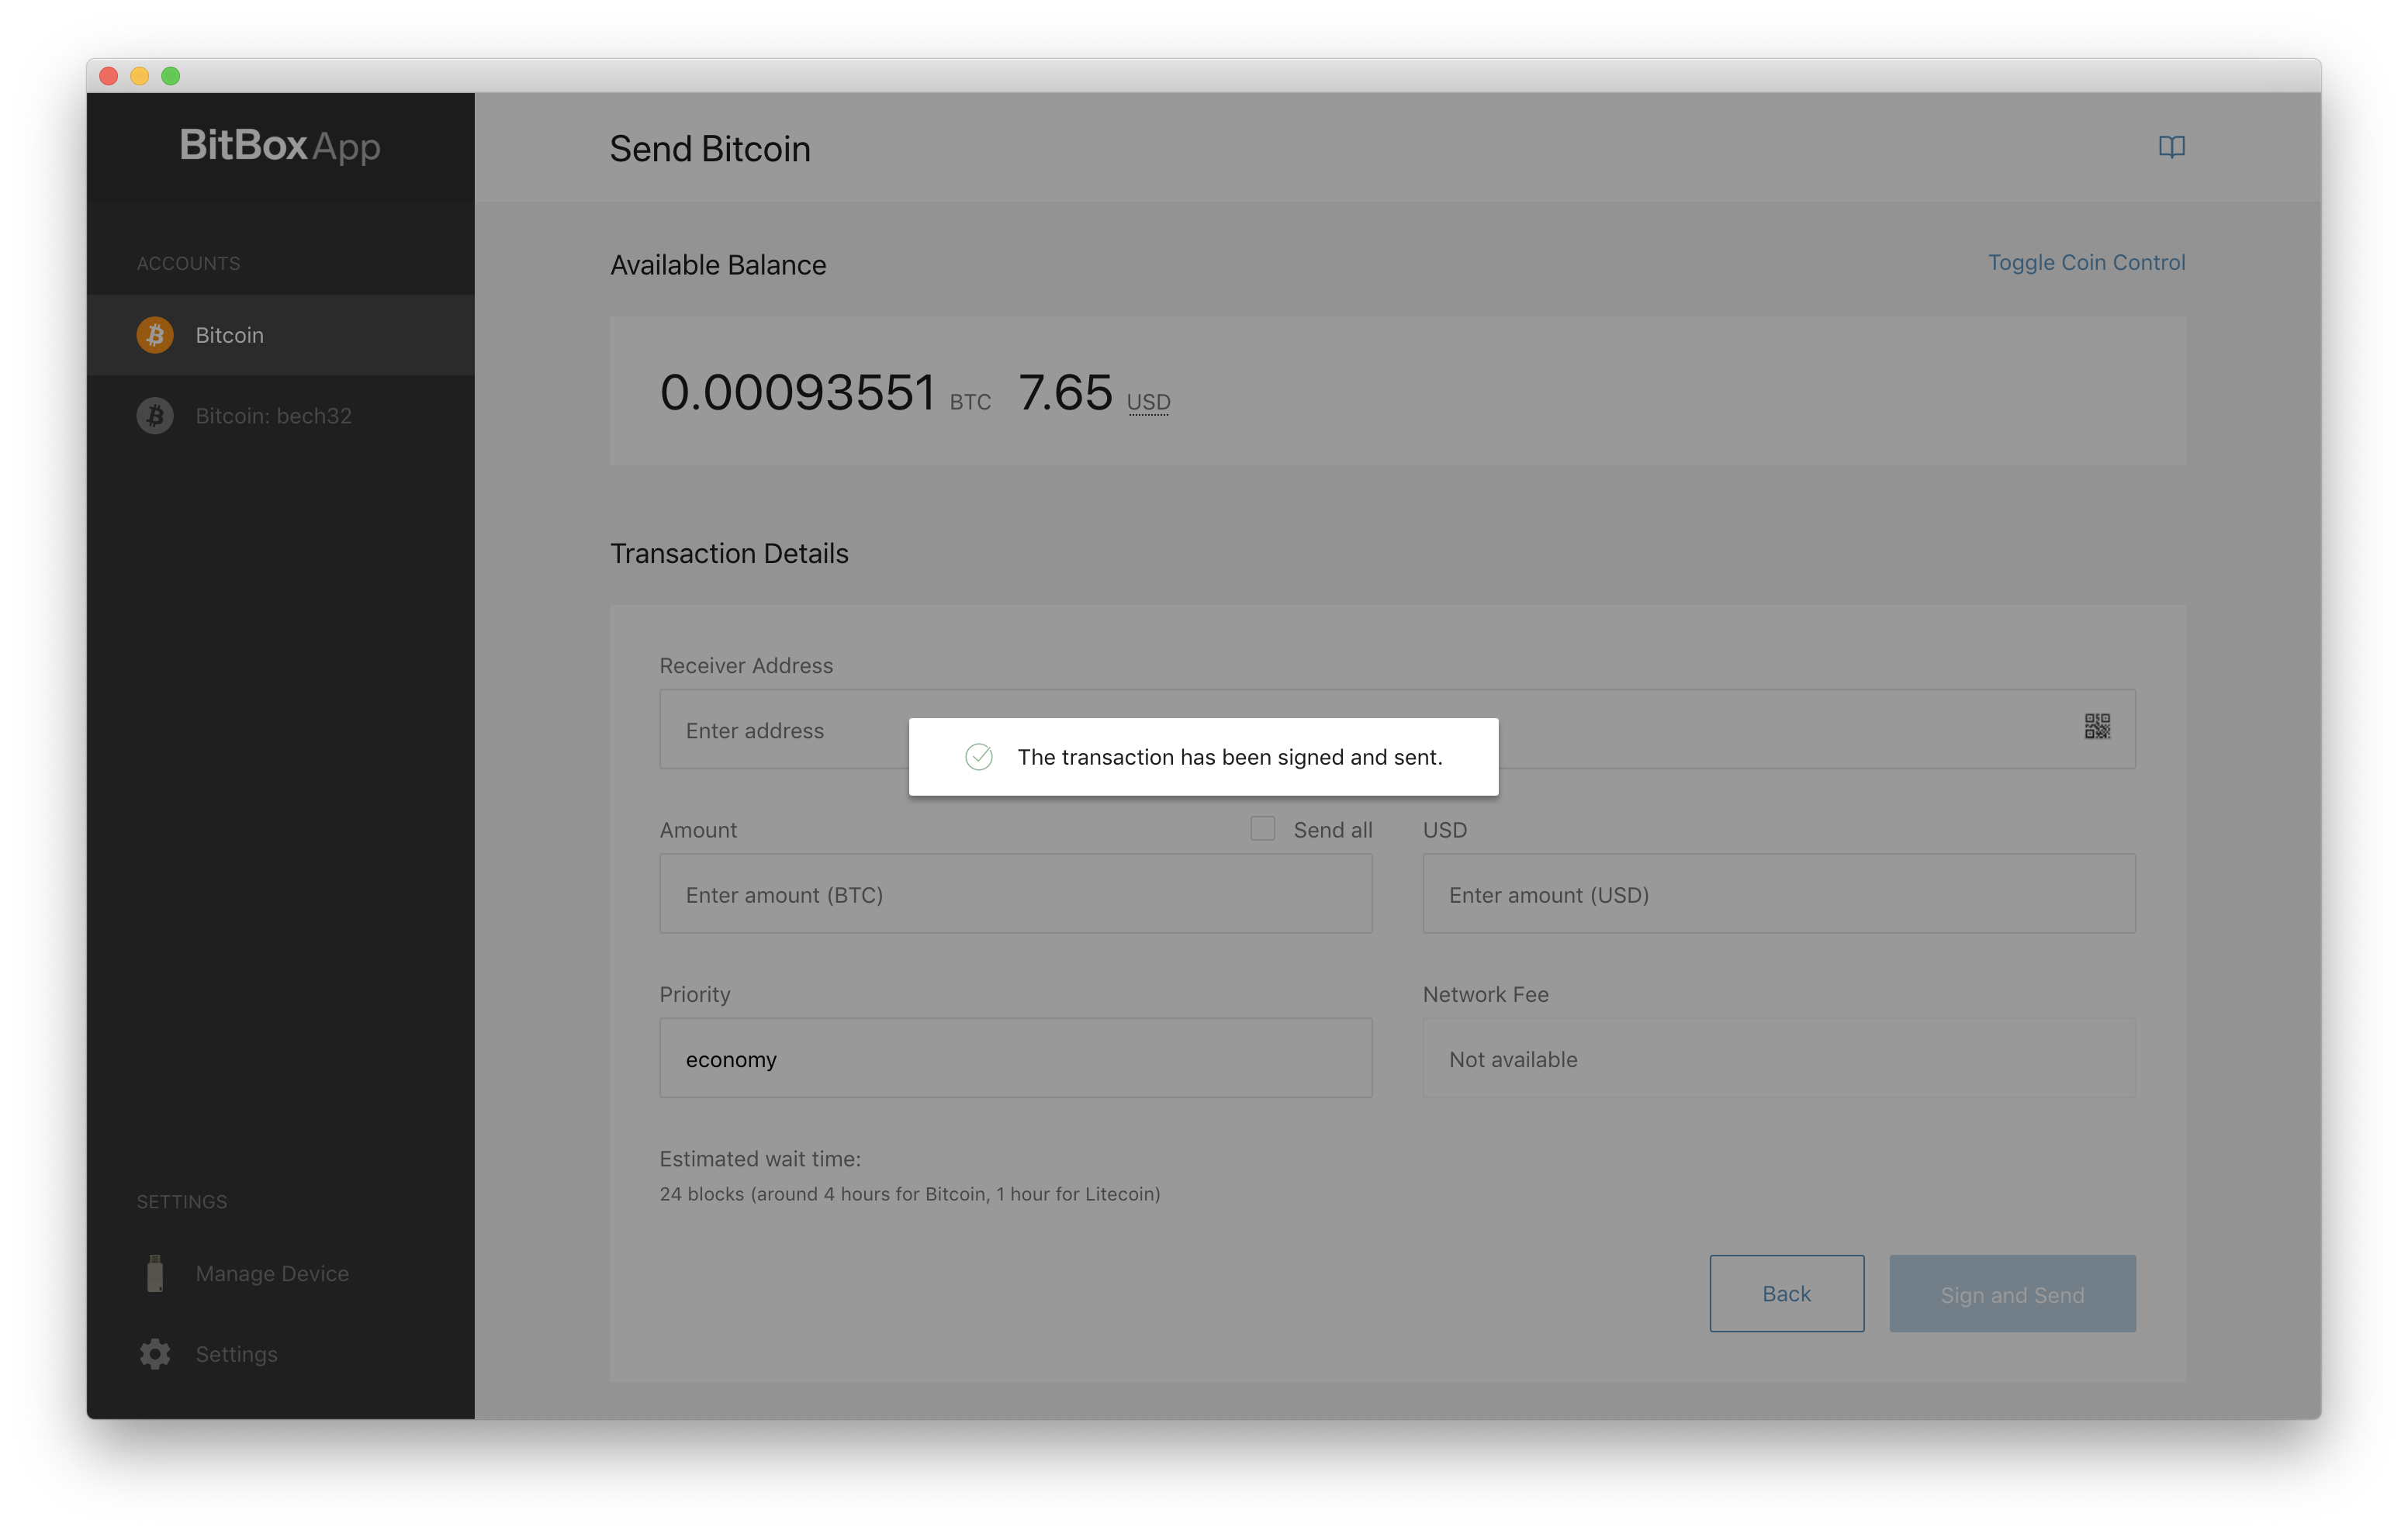 BitBox App
Send Bitcoin
ACCOUNTS
Bitcoin
Bitcoin: bech32
Available Balance
Toggle Coin Control
0.00093551 BTC 7.65 USD
Transaction Details
Receiver Address
Enter address
The transaction has been signed and sent.
Amount
Send all
USD
Enter amount (BTC)
Enter amount (USD)
Priority
Network Fee
economy
Not available
Estimated wait time:
24 blocks (around 4 hours for Bitcoin, 1 hour for Litecoin)
Back
Sign and Send
SETTINGS
Manage Device
Settings